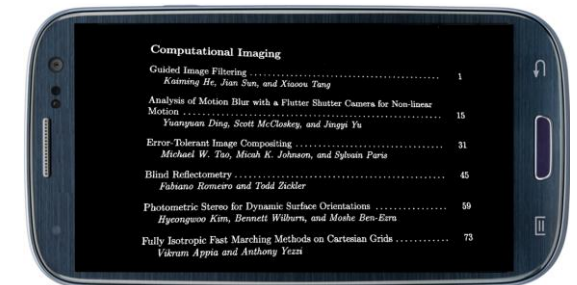 Computational Imaging
Guided Image Filtering ............................................ 1
Kaiming He, Jian Sun, and Xiaoou Tang
Analysis of Motion Blur with a Flutter Shutter Camera for Non-linear
Motion ........................................................... 15
Yuanyuan Ding, Scott McCloskey, and Jingyi Yu
Error-Tolerant Image Compositing .................................. 31
Michael W. Tao, Micah K. Johnson, and Sylvain Paris
Blind Reflectometry ............................................... 45
Fabiano Romeiro and Todd Zickler
Photometric Stereo for Dynamic Surface Orientations ................ 59
Hyeongwoo Kim, Bennett Wilburn, and Moshe Ben-Ezra
Fully Isotropic Fast Marching Methods on Cartesian Grids ............ 73
Vikram Appia and Anthony Yezzi